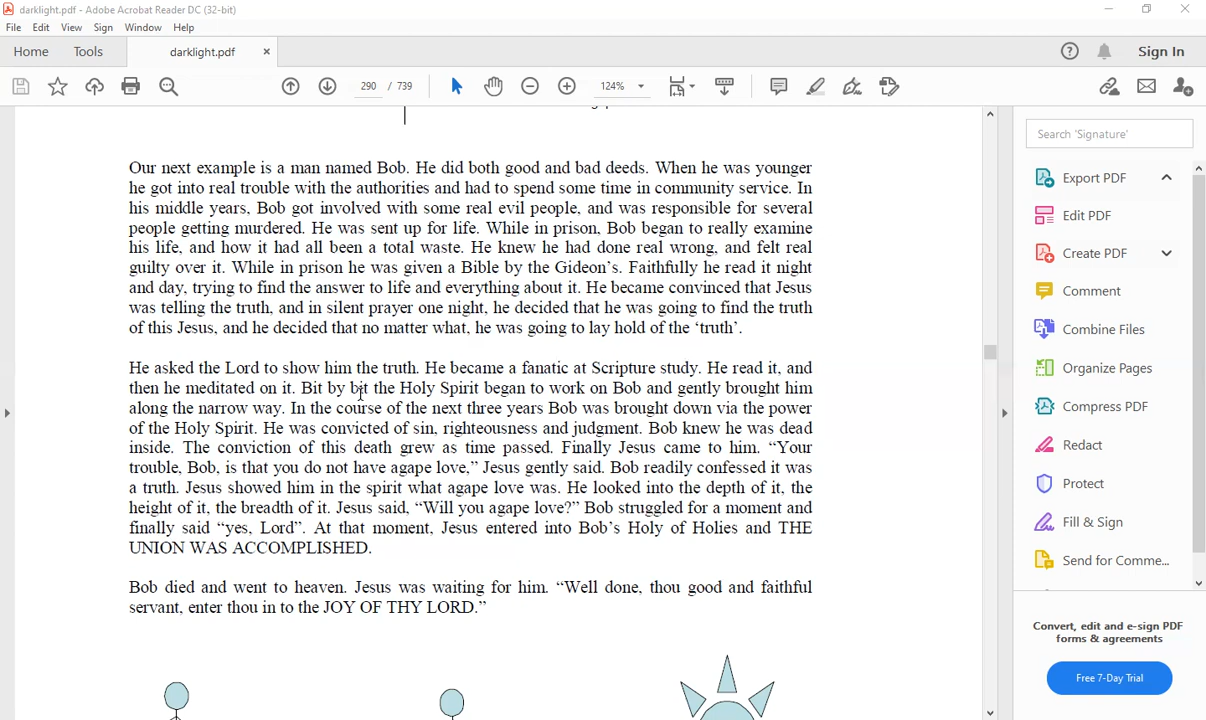 darklight.pdf - Adobe Acrobat Reader DC (32-bit)
File Edit View Sign Window Help
Home Tools darklight.pdf × Sign In
290 / 739 124%
Our next example is a man named Bob. He did both good and bad deeds. When he was younger
he got into real trouble with the authorities and had to spend some time in community service. In
his middle years, Bob got involved with some real evil people, and was responsible for several
people getting murdered. He was sent up for life. While in prison, Bob began to really examine
his life, and how it had all been a total waste. He knew he had done real wrong, and felt real
guilty over it. While in prison he was given a Bible by the Gideon's. Faithfully he read it night
and day, trying to find the answer to life and everything about it. He became convinced that Jesus
was telling the truth, and in silent prayer one night, he decided that he was going to find the truth
of this Jesus, and he decided that no matter what, he was going to lay hold of the ‘truth’.
He asked the Lord to show him the truth. He became a fanatic at Scripture study. He read it, and
then he meditated on it. Bit by bit the Holy Spirit began to work on Bob and gently brought him
along the narrow way. In the course of the next three years Bob was brought down via the power
of the Holy Spirit. He was convicted of sin, righteousness and judgment. Bob knew he was dead
inside. The conviction of this death grew as time passed. Finally Jesus came to him. “Your
trouble, Bob, is that you do not have agape love,” Jesus gently said. Bob readily confessed it was
a truth. Jesus showed him in the spirit what agape love was. He looked into the depth of it, the
height of it, the breadth of it. Jesus said, “Will you agape love?” Bob struggled for a moment and
finally said “yes, Lord”. At that moment, Jesus entered into Bob’s Holy of Holies and THE
UNION WAS ACCOMPLISHED.
Bob died and went to heaven. Jesus was waiting for him. “Well done, thou good and faithful
servant, enter thou in to the JOY OF THY LORD.”
Search 'Signature'
Export PDF
Edit PDF
Create PDF
Comment
Combine Files
Organize Pages
Compress PDF
Redact
Protect
Fill & Sign
Send for Comme...
Convert, edit and e-sign PDF
forms & agreements
Free 7-Day Trial